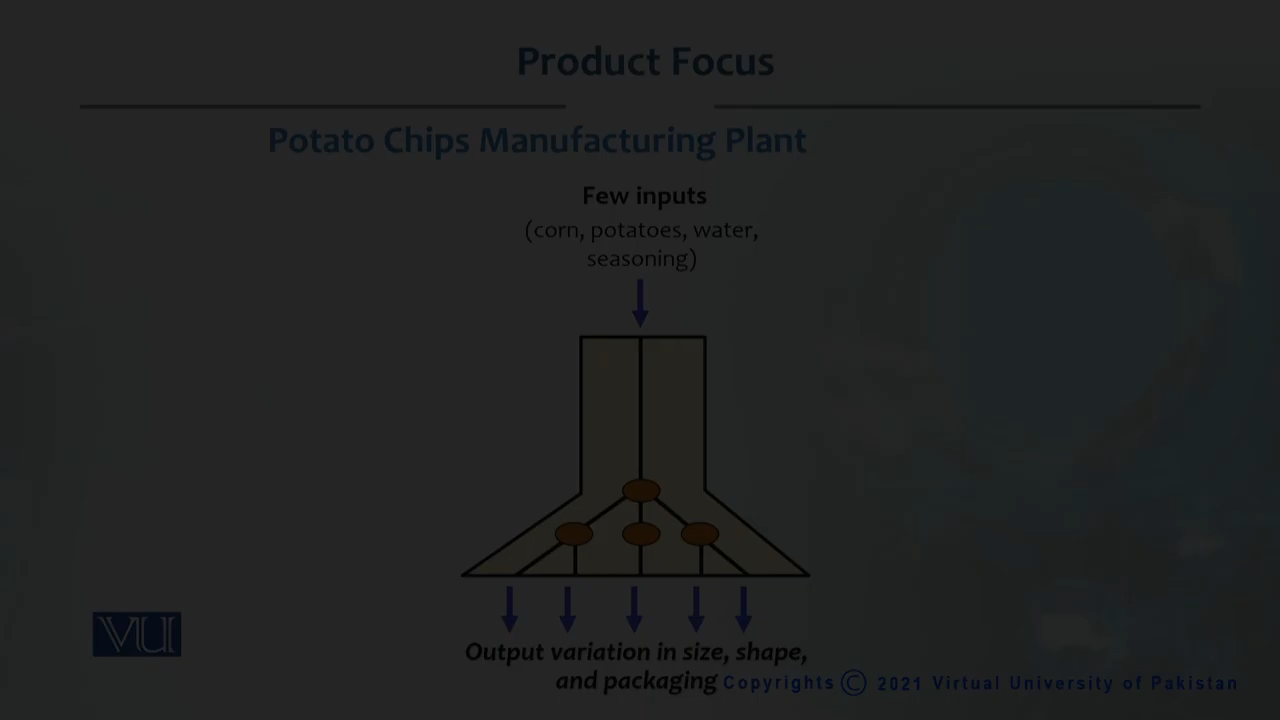 Product Focus
Potato Chips Manufacturing Plant
Few inputs
(corn, potatoes, water,
seasoning)
Output variation in size, shape,
and packaging
VU
Copyrights © 2021 Virtual University of Pakistan